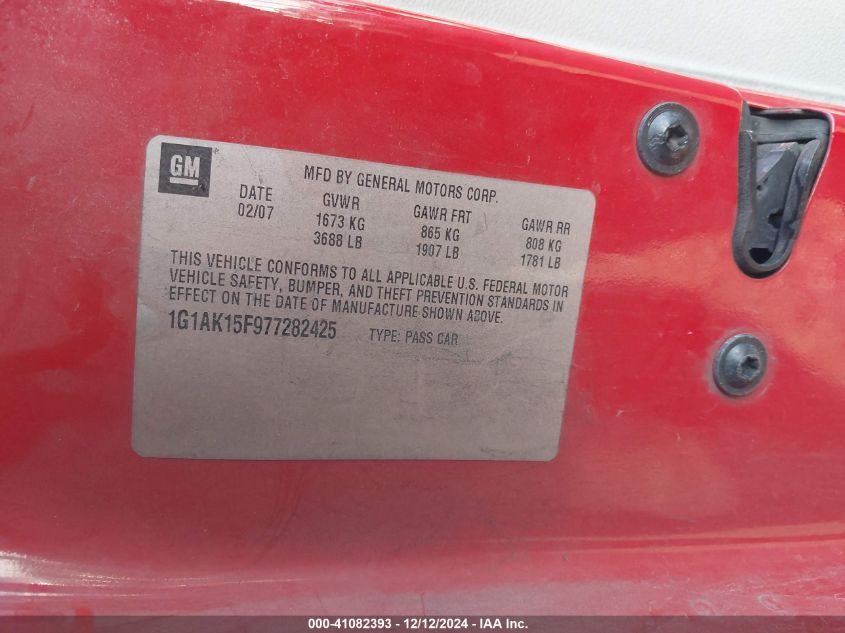 GM
MFD BY GENERAL MOTORS CORP.
DATE GVWR GAWR FRT GAWR RR
02/07 1673 KG 865 KG 808 KG
3688 LB 1907 LB 1781 LB
THIS VEHICLE CONFORMS TO ALL APPLICABLE U.S. FEDERAL MOTOR
VEHICLE SAFETY, BUMPER, AND THEFT PREVENTION STANDARDS IN
EFFECT ON THE DATE OF MANUFACTURE SHOWN ABOVE.
1G1AK15F977282425 TYPE: PASS CAR
000-41082393 - 12/12/2024 - IAA Inc.